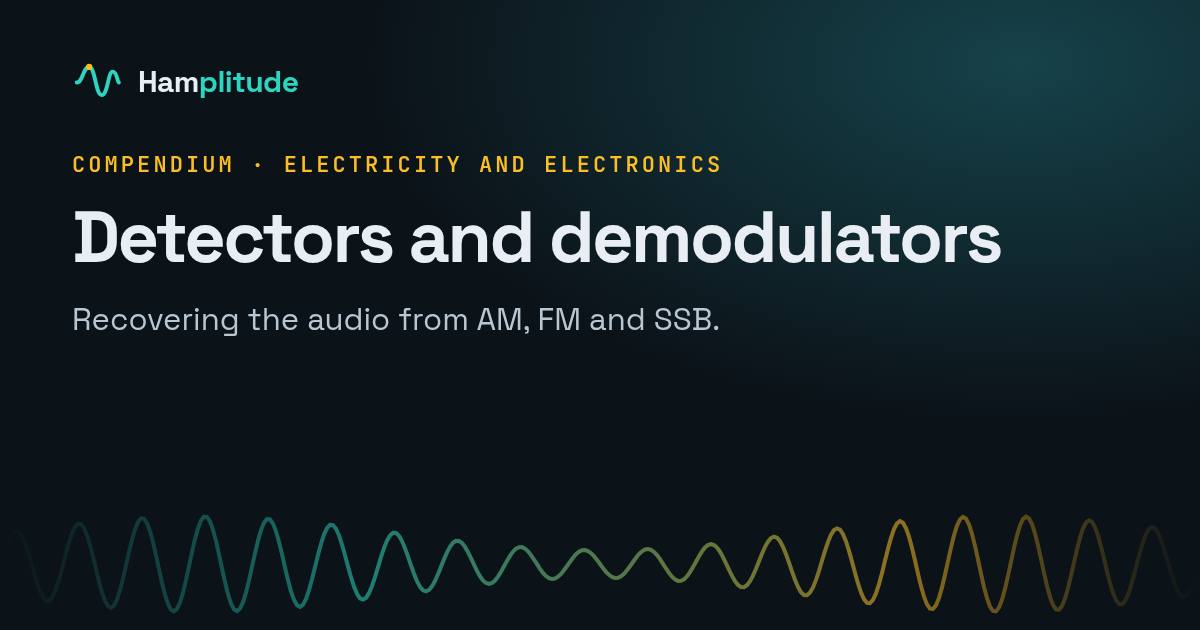 Hamplitude
COMPENDIUM · ELECTRICITY AND ELECTRONICS
Detectors and demodulators
Recovering the audio from AM, FM and SSB.